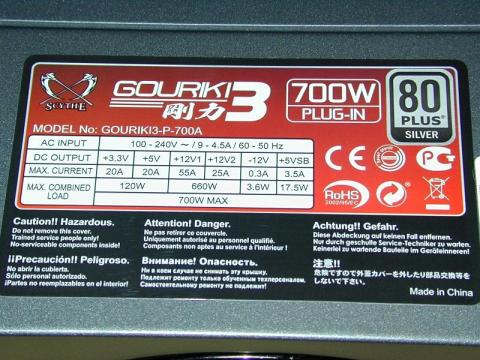 SCYTHE
GOURIKI 3
剛力
700W
PLUG-IN
80
PLUS®
SILVER
MODEL No: GOURIKI3-P-700A
AC INPUT 100 - 240V ~ / 9 - 4.5A / 60 - 50 Hz
DC OUTPUT +3.3V +5V +12V1 +12V2 -12V +5VSB
MAX. CURRENT 20A 20A 55A 25A 0.3A 3.5A
MAX. COMBINED LOAD 120W 660W 3.6W 17.5W
700W MAX
CE
FC
RoHS
2002/95/EC
Caution!! Hazardous.
Do not remove this cover.
Trained service people only!
No-serviceable components inside.
Attention! Danger.
Ne pas retirer ce couvercle.
Uniquement autorisé au personnel qualifié.
Composants non aptes au service à l'intérieur !
Achtung!! Gefahr.
Diese Abdeckung auf keinen Fall entfernen.
Nur durch geschulte Service-Techniker zu warten.
Keinerlei zu wartende Bauteile im Geräteinnern!
¡¡Precaución!! Peligroso.
No abrir la cubierta.
Sólo personal autorizado.
¡Partes no reemplazables en el interior!
Внимание! Опасность.
Ни в коем случае не снимать эту крышку.
Подлежит ремонту только обученным техперсоналом.
Самостоятельному ремонту не подлежит!
注意!!
危険ですので外蓋カバーを外したり部品交換等を
しないで下さい。
Made in China